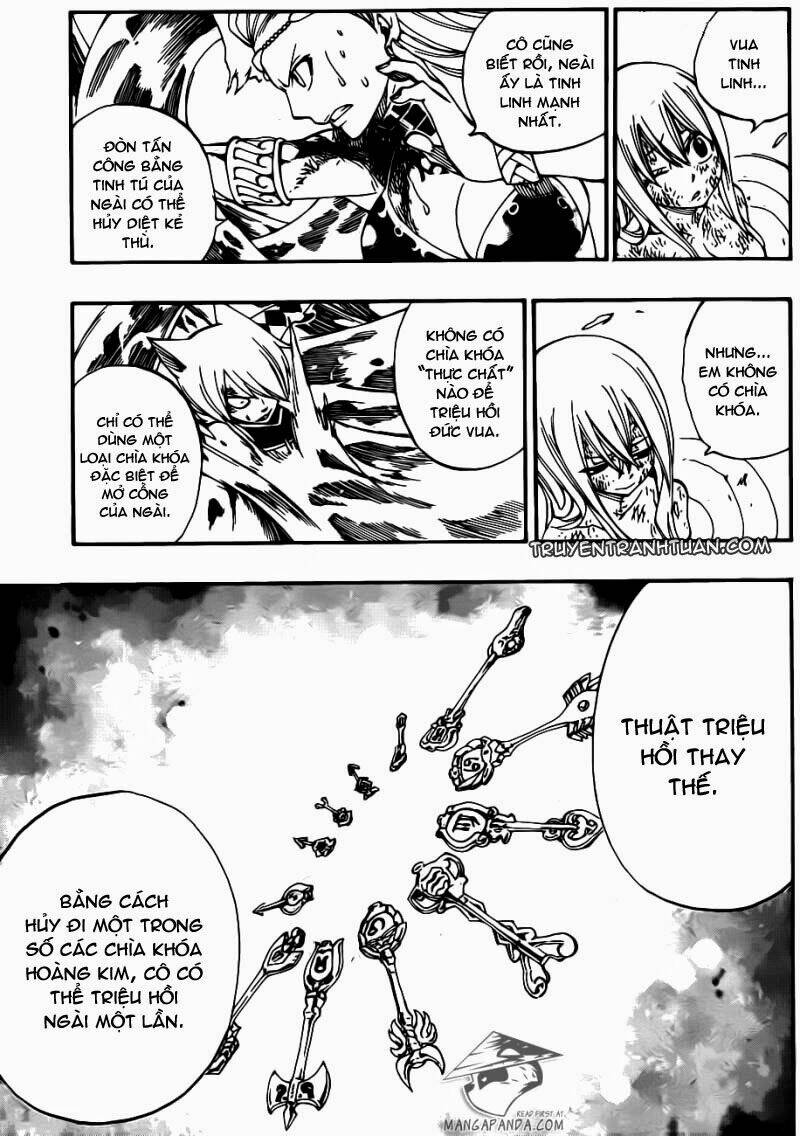 VUA
TINH
LINH...
CÔ CŨNG
BIẾT RỒI, NGÀI
ẤY LÀ TINH
LINH MẠNH
NHẤT.
ĐÒN TẤN
CÔNG BẰNG
TINH TÚ CỦA
NGÀI CÓ THỂ
HỦY DIỆT KẺ
THÙ.
NHƯNG...
EM KHÔNG
CÓ CHÌA
KHÓA.
KHÔNG CÓ
CHÌA KHÓA
“THỰC CHẤT”
NÀO ĐỂ
TRIỆU HỒI
ĐỨC VUA.
CHỈ CÓ THỂ
DÙNG MỘT
LOẠI CHÌA KHÓA
ĐẶC BIỆT ĐỂ
MỞ CỔNG
CỦA NGÀI.
TRUYENTRANHTUAN.COM
THUẬT TRIỆU
HỒI THAY
THẾ.
BẰNG CÁCH
HỦY ĐI MỘT TRONG
SỐ CÁC CHÌA KHÓA
HOÀNG KIM, CÔ CÓ
THỂ TRIỆU HỒI
NGÀI MỘT LẦN.
READ FIRST AT
MANGAPANDA.COM